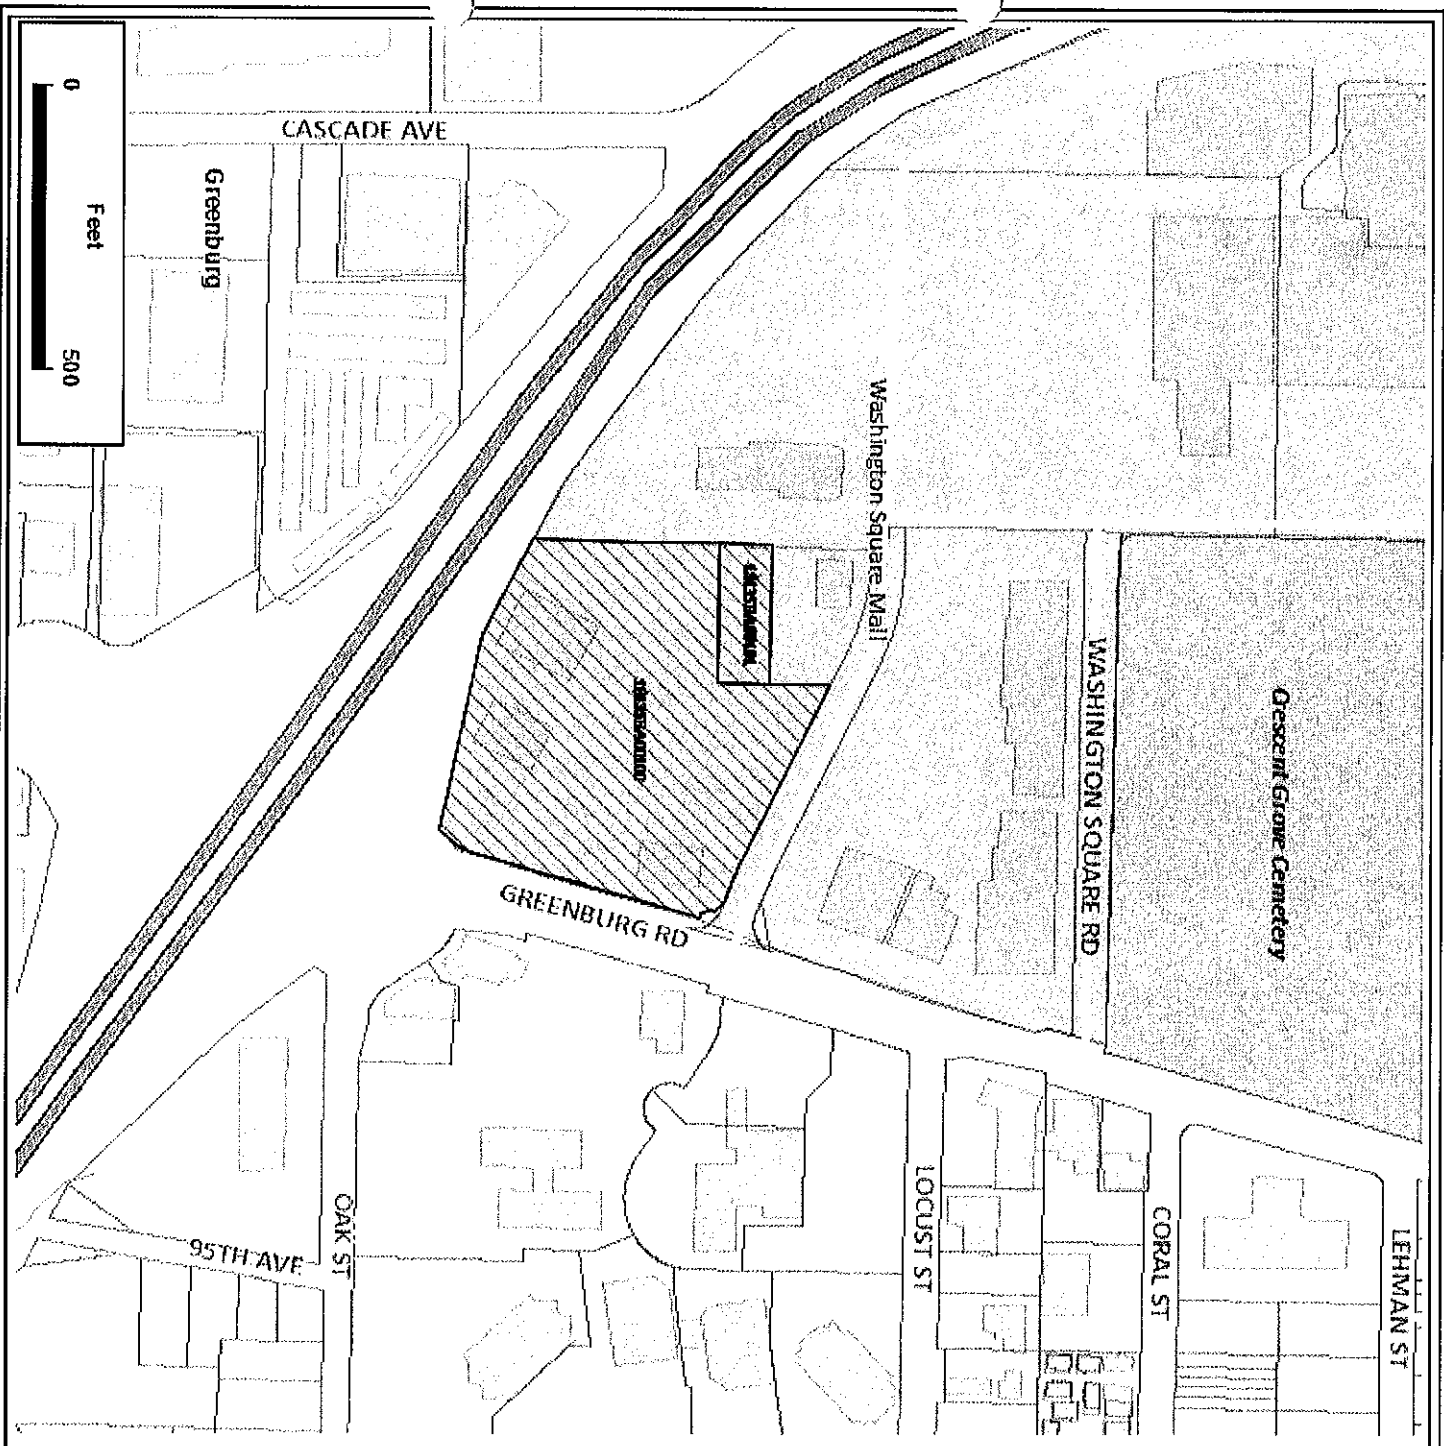 0
500
Feet
CASCADE AVE
Greenburg
Washington Square Mall
WASHINGTON SQUARE RD
Crescent Grove Cemetery
GREENBURG RD
OAK ST
95TH AVE
LOCUST ST
CORAL ST
LEHMAN ST